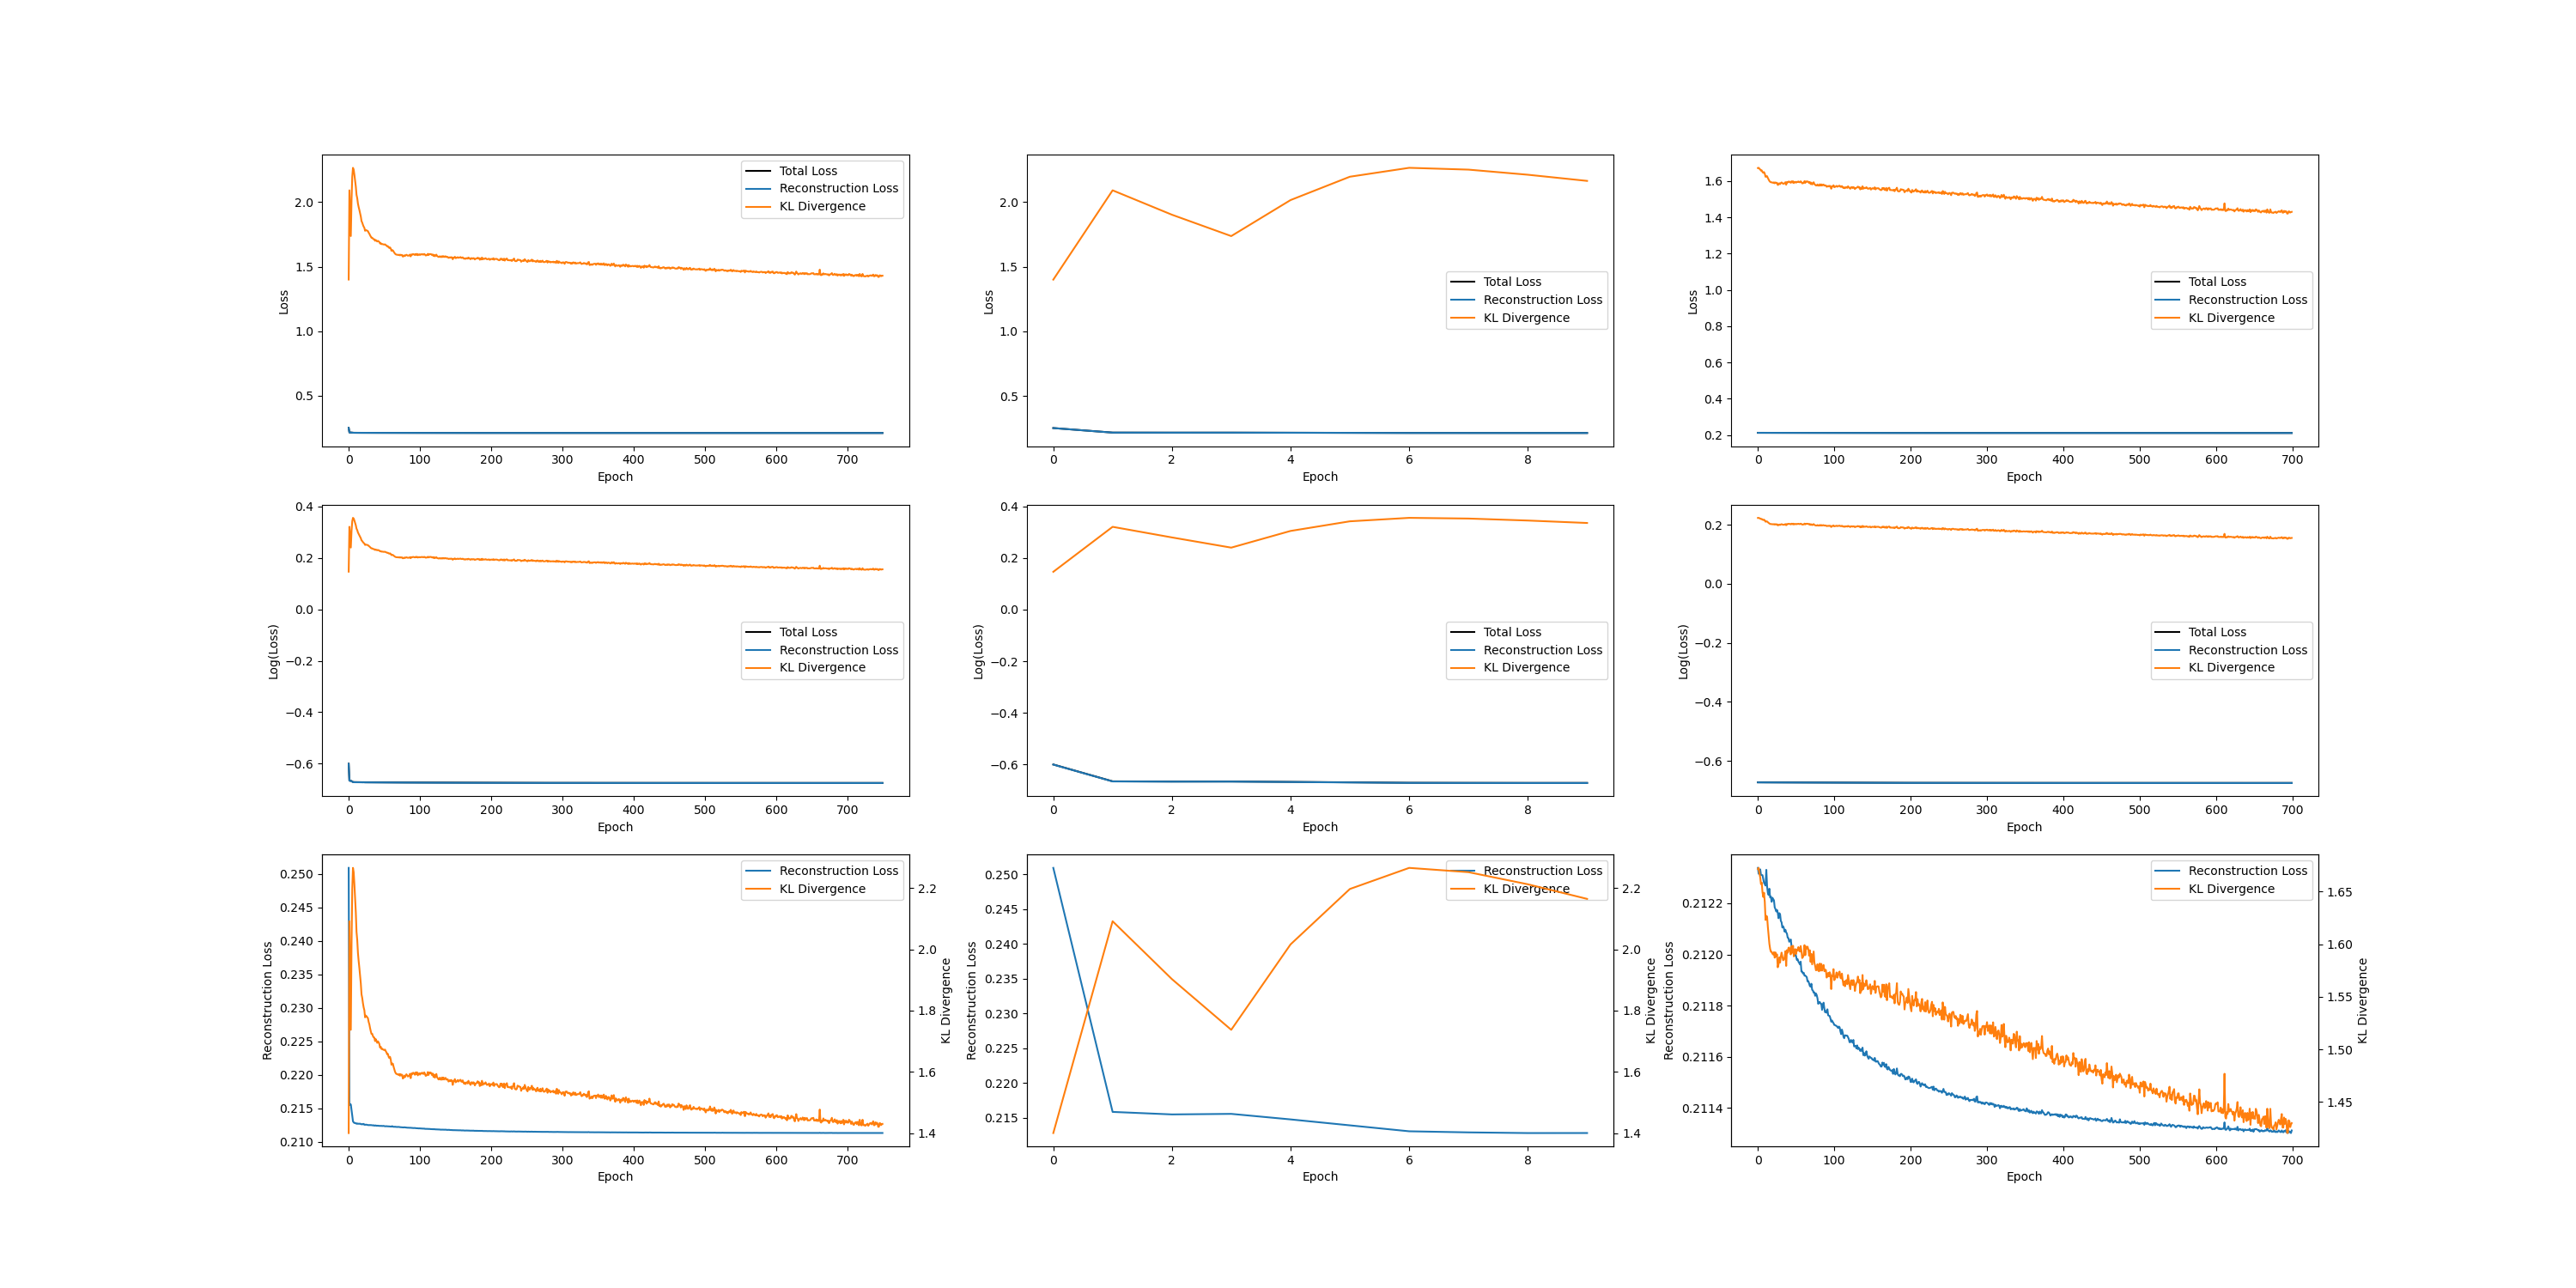 Total Loss
Reconstruction Loss
KL Divergence
2.0
1.5
1.0
0.5
Loss
0 100 200 300 400 500 600 700
Epoch
Total Loss
Reconstruction Loss
KL Divergence
2.0
1.5
1.0
0.5
Loss
0 2 4 6 8
Epoch
Total Loss
Reconstruction Loss
KL Divergence
1.6
1.4
1.2
1.0
0.8
0.6
0.4
0.2
Loss
0 100 200 300 400 500 600 700
Epoch
Total Loss
Reconstruction Loss
KL Divergence
0.4
0.2
0.0
−0.2
−0.4
−0.6
Log(Loss)
0 100 200 300 400 500 600 700
Epoch
Total Loss
Reconstruction Loss
KL Divergence
0.4
0.2
0.0
−0.2
−0.4
−0.6
Log(Loss)
0 2 4 6 8
Epoch
Total Loss
Reconstruction Loss
KL Divergence
0.2
0.0
−0.2
−0.4
−0.6
Log(Loss)
0 100 200 300 400 500 600 700
Epoch
Reconstruction Loss
KL Divergence
0.250
0.245
0.240
0.235
0.230
0.225
0.220
0.215
0.210
Reconstruction Loss
2.2
2.0
1.8
1.6
1.4
KL Divergence
0 100 200 300 400 500 600 700
Epoch
Reconstruction Loss
KL Divergence
0.250
0.245
0.240
0.235
0.230
0.225
0.220
0.215
Reconstruction Loss
2.2
2.0
1.8
1.6
1.4
KL Divergence
0 2 4 6 8
Epoch
Reconstruction Loss
KL Divergence
0.2122
0.2120
0.2118
0.2116
0.2114
Reconstruction Loss
1.65
1.60
1.55
1.50
1.45
KL Divergence
0 100 200 300 400 500 600 700
Epoch